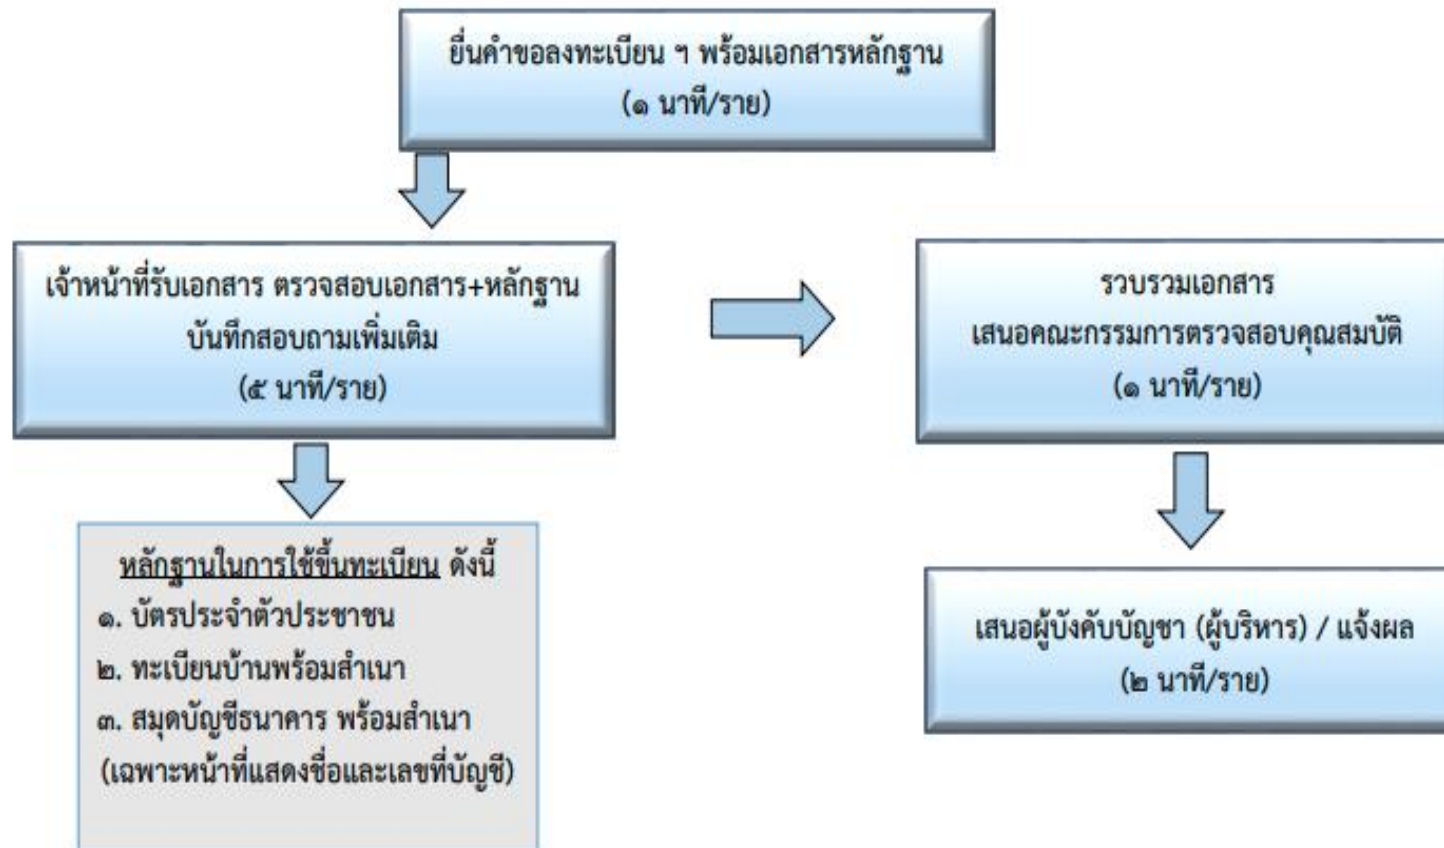 ยื่นคำขอลงทะเบียน ฯ พร้อมเอกสารหลักฐาน
(๑ นาที/ราย)
เจ้าหน้าที่รับเอกสาร ตรวจสอบเอกสาร+หลักฐาน
บันทึกสอบถามเพิ่มเติม
(๕ นาที/ราย)
รวบรวมเอกสาร
เสนอคณะกรรมการตรวจสอบคุณสมบัติ
(๑ นาที/ราย)
หลักฐานในการใช้ขึ้นทะเบียน ดังนี้
๑. บัตรประจำตัวประชาชน
๒. ทะเบียนบ้านพร้อมสำเนา
๓. สมุดบัญชีธนาคาร พร้อมสำเนา
(เฉพาะหน้าที่แสดงชื่อและเลขที่บัญชี)
เสนอผู้บังคับบัญชา (ผู้บริหาร) / แจ้งผล
(๒ นาที/ราย)